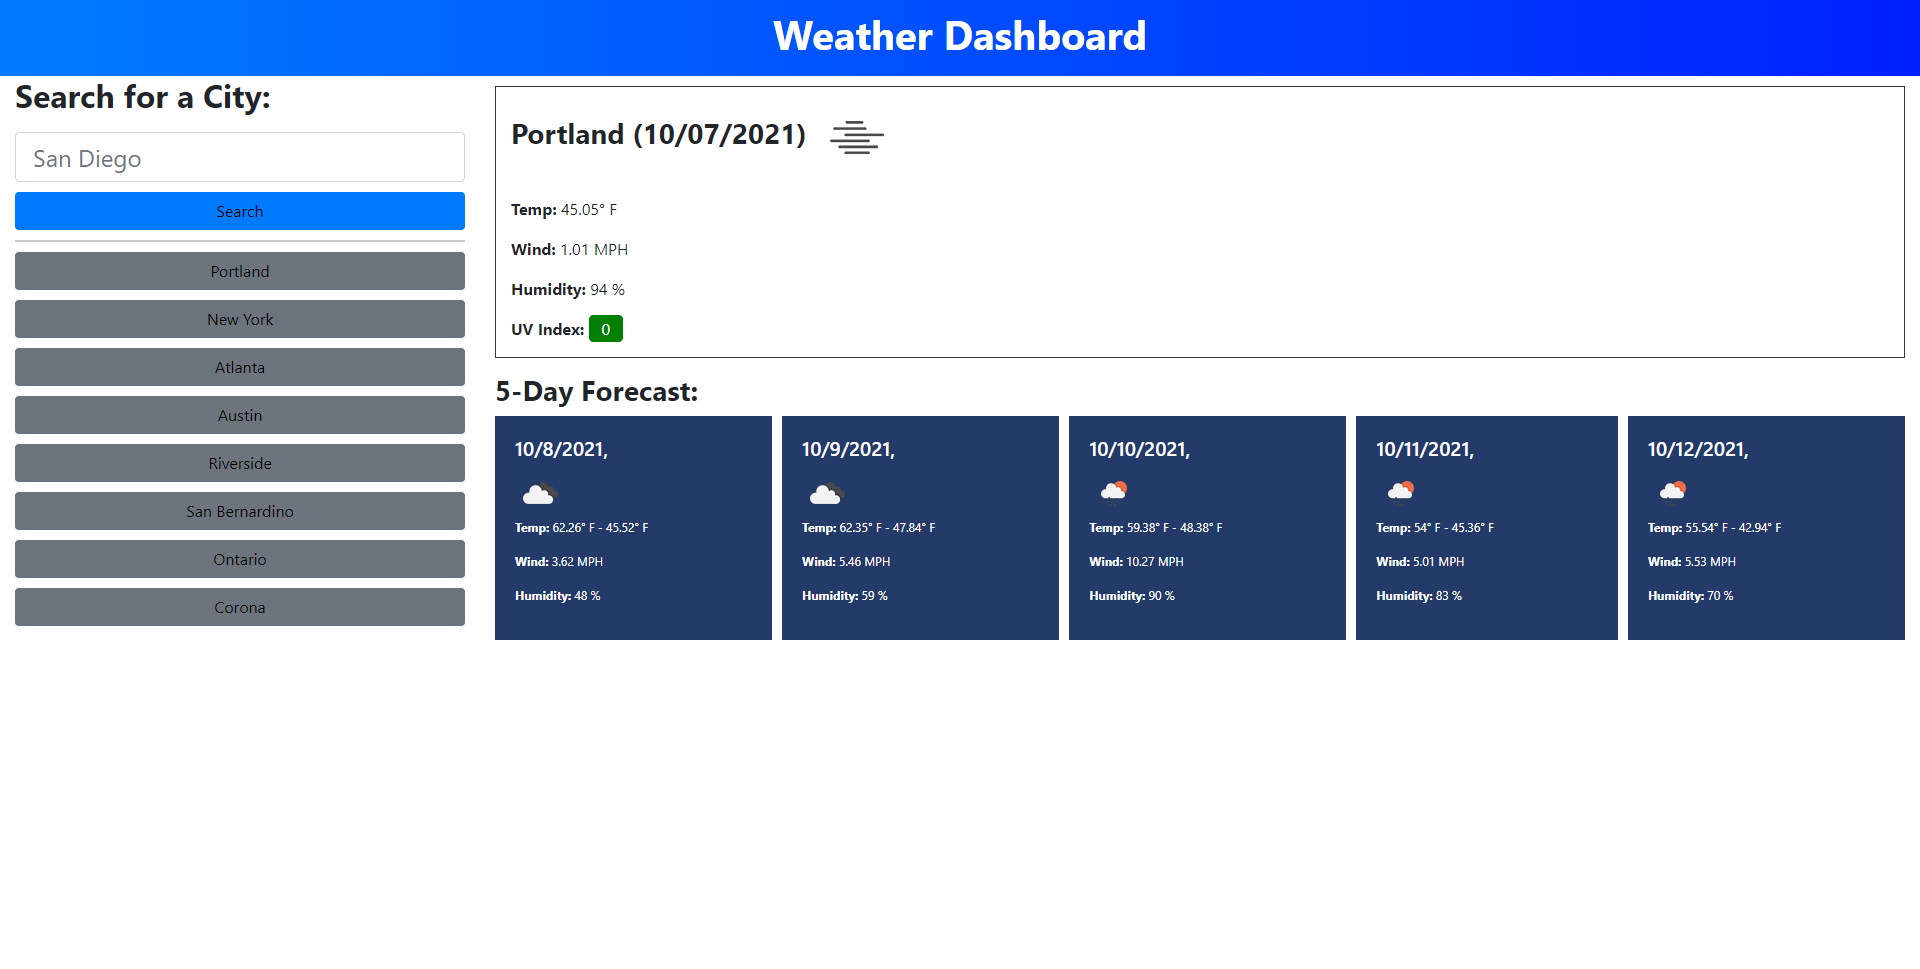 Weather Dashboard
Search for a City:
San Diego
Search
Portland
New York
Atlanta
Austin
Riverside
San Bernardino
Ontario
Corona
Portland (10/07/2021)
Temp: 45.05° F
Wind: 1.01 MPH
Humidity: 94 %
UV Index: 0
5-Day Forecast:
10/8/2021,
Temp: 62.26° F - 45.52° F
Wind: 3.62 MPH
Humidity: 48 %
10/9/2021,
Temp: 62.35° F - 47.84° F
Wind: 5.46 MPH
Humidity: 59 %
10/10/2021,
Temp: 59.38° F - 48.38° F
Wind: 10.27 MPH
Humidity: 90 %
10/11/2021,
Temp: 54° F - 45.36° F
Wind: 5.01 MPH
Humidity: 83 %
10/12/2021,
Temp: 55.54° F - 42.94° F
Wind: 5.53 MPH
Humidity: 70 %